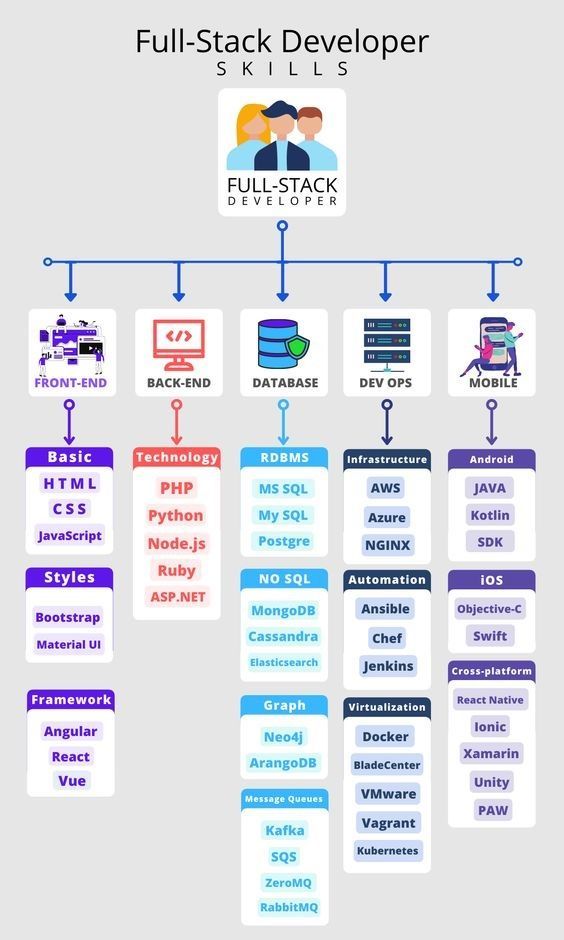 Full-Stack Developer
SKILLS
FULL-STACK
DEVELOPER
FRONT-END
BACK-END
DATABASE
DEV OPS
MOBILE
Basic
HTML
CSS
JavaScript
Styles
Bootstrap
Material UI
Framework
Angular
React
Vue
Technology
PHP
Python
Node.js
Ruby
ASP.NET
RDBMS
MS SQL
My SQL
Postgre
NO SQL
MongoDB
Cassandra
Elasticsearch
Graph
Neo4j
ArangoDB
Message Queues
Kafka
SQS
ZeroMQ
RabbitMQ
Infrastructure
AWS
Azure
NGINX
Automation
Ansible
Chef
Jenkins
Virtualization
Docker
BladeCenter
VMware
Vagrant
Kubernetes
Android
JAVA
Kotlin
SDK
iOS
Objective-C
Swift
Cross-platform
React Native
Ionic
Xamarin
Unity
PAW